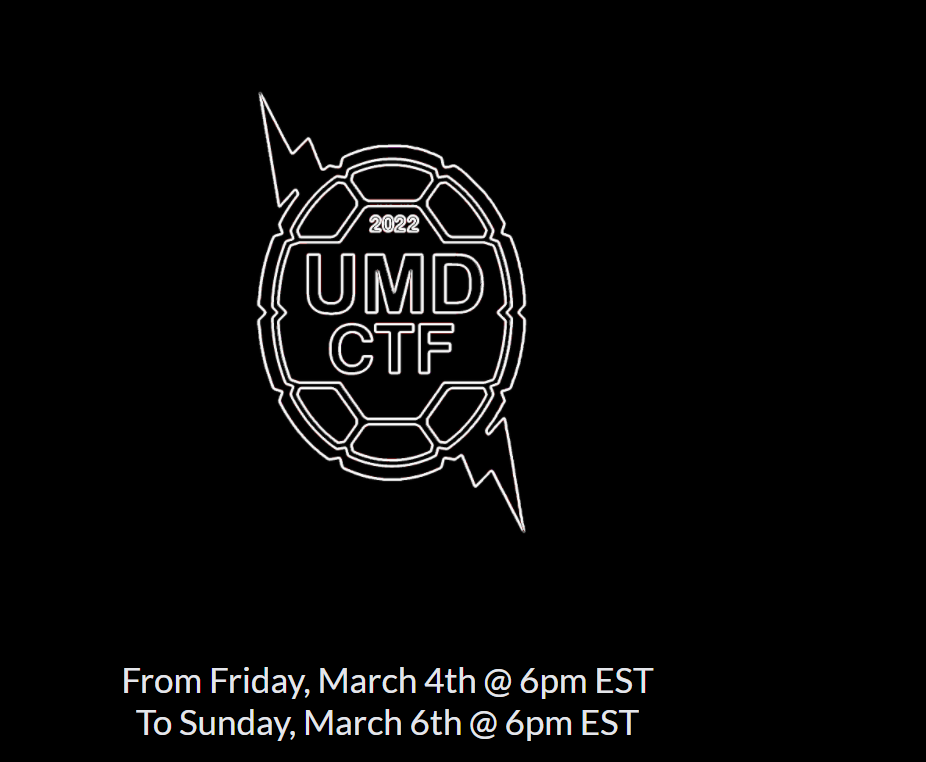 2022
UMD
CTF
From Friday, March 4th @ 6pm EST
To Sunday, March 6th @ 6pm EST